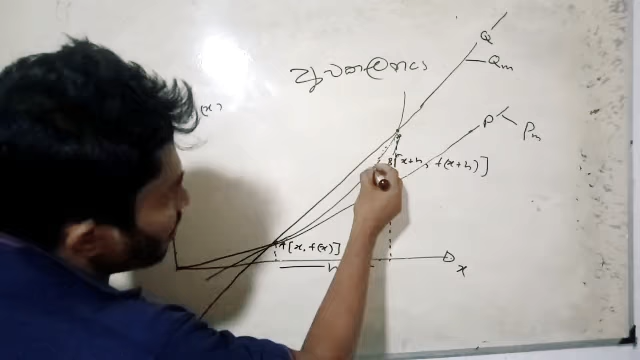 Q
Qm
(x)
P
Pm
B[x+h, f(x+h)]
A[x, f(x)]
h
x